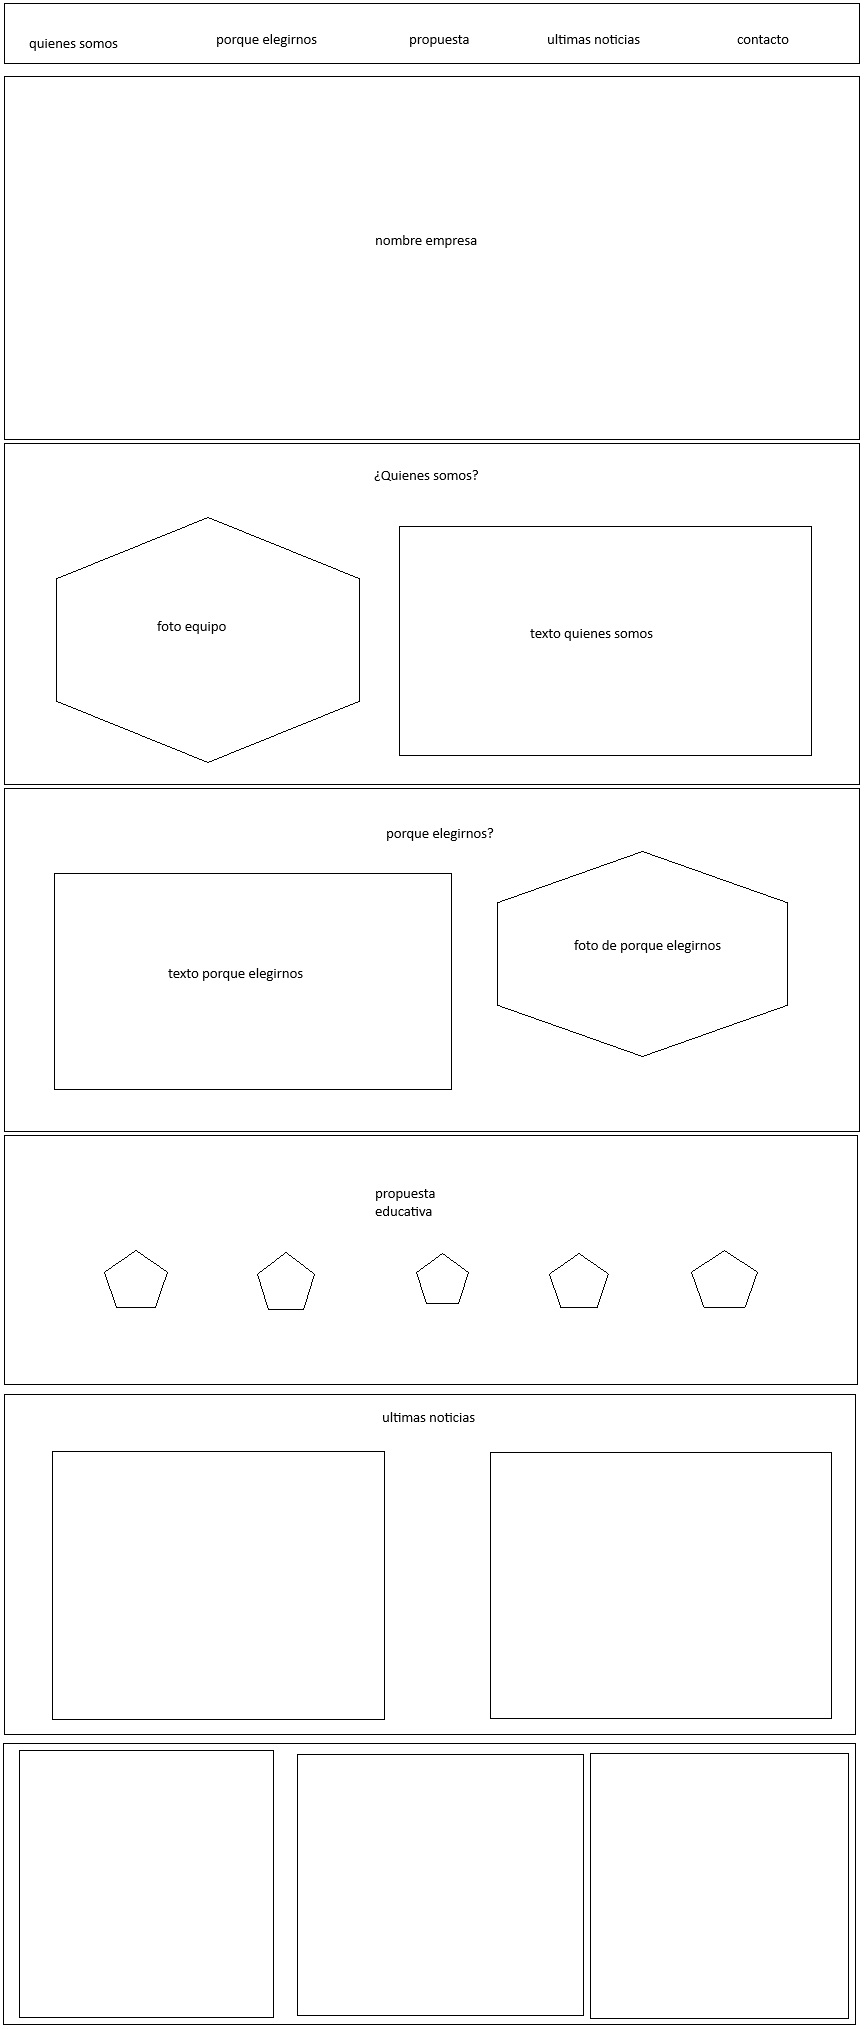 quienes somos
porque elegirnos
propuesta
ultimas noticias
contacto
nombre empresa
¿Quienes somos?
foto equipo
texto quienes somos
porque elegirnos?
foto de porque elegirnos
texto porque elegirnos
propuesta
educativa
ultimas noticias